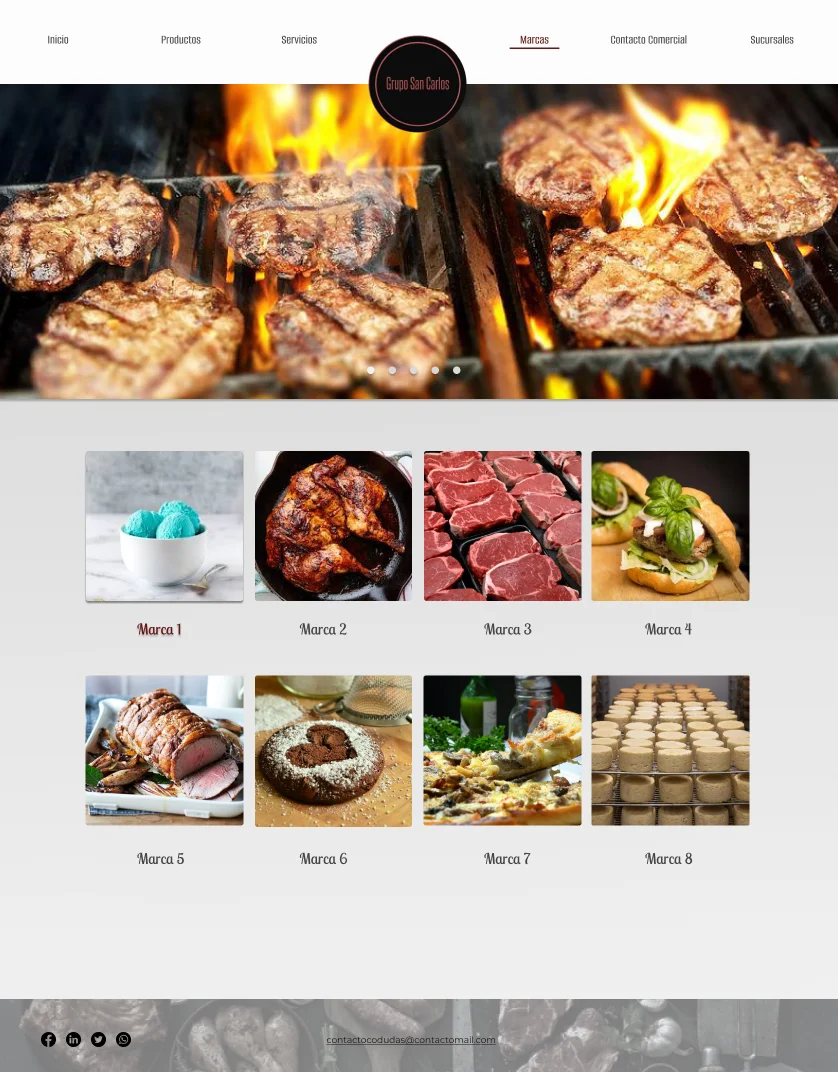 Inicio
Productos
Servicios
Grupo San Carlos
Marcas
Contacto Comercial
Sucursales
Marca 1
Marca 2
Marca 3
Marca 4
Marca 5
Marca 6
Marca 7
Marca 8
contactocodudas@contactomail.com